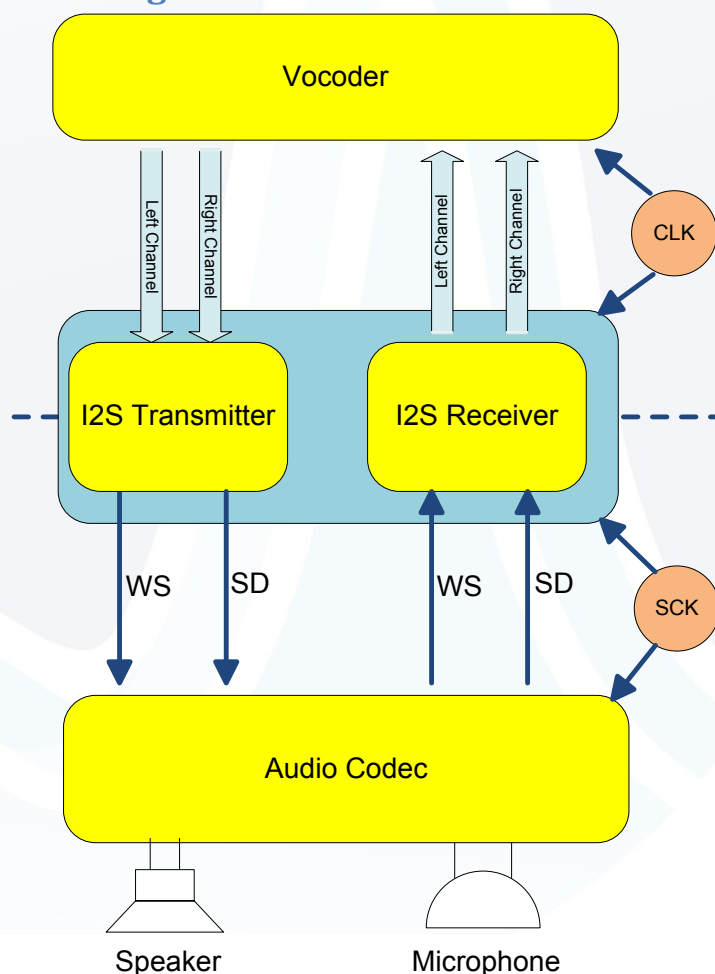 Vocoder
Left Channel
Right Channel
Left Channel
Right Channel
CLK
I2S Transmitter
I2S Receiver
WS
SD
WS
SD
SCK
Audio Codec
Speaker
Microphone